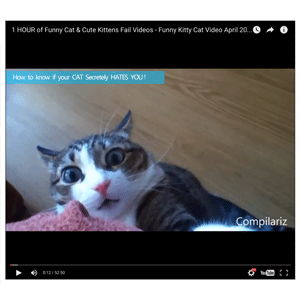 1 HOUR of Funny Cat & Cute Kittens Fail Videos - Funny Kitty Cat Video April 20...
How to know if your CAT Secretely HATES YOU!
Compilariz
0:12 / 52:50
YouTube